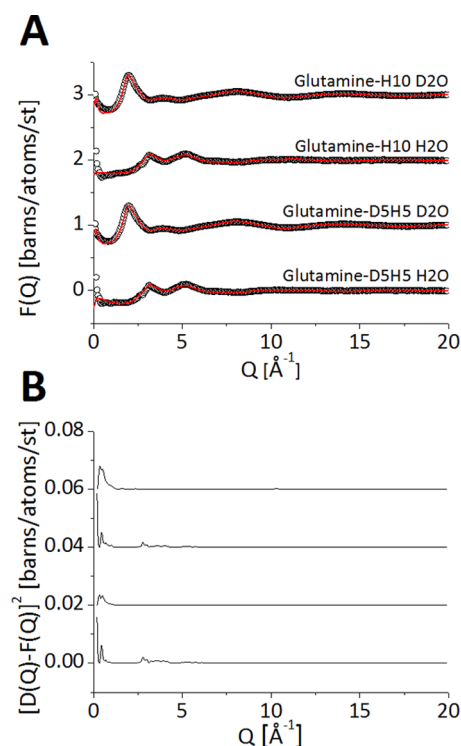 A
F(Q) [barns/atoms/st]
3
2
1
0
Glutamine-H10 D2O
Glutamine-H10 H2O
Glutamine-D5H5 D2O
Glutamine-D5H5 H2O
0 5 10 15 20
Q [Å⁻¹]
B
[D(Q)-F(Q)]² [barns/atoms/st]
0.08
0.06
0.04
0.02
0.00
0 5 10 15 20
Q [Å⁻¹]